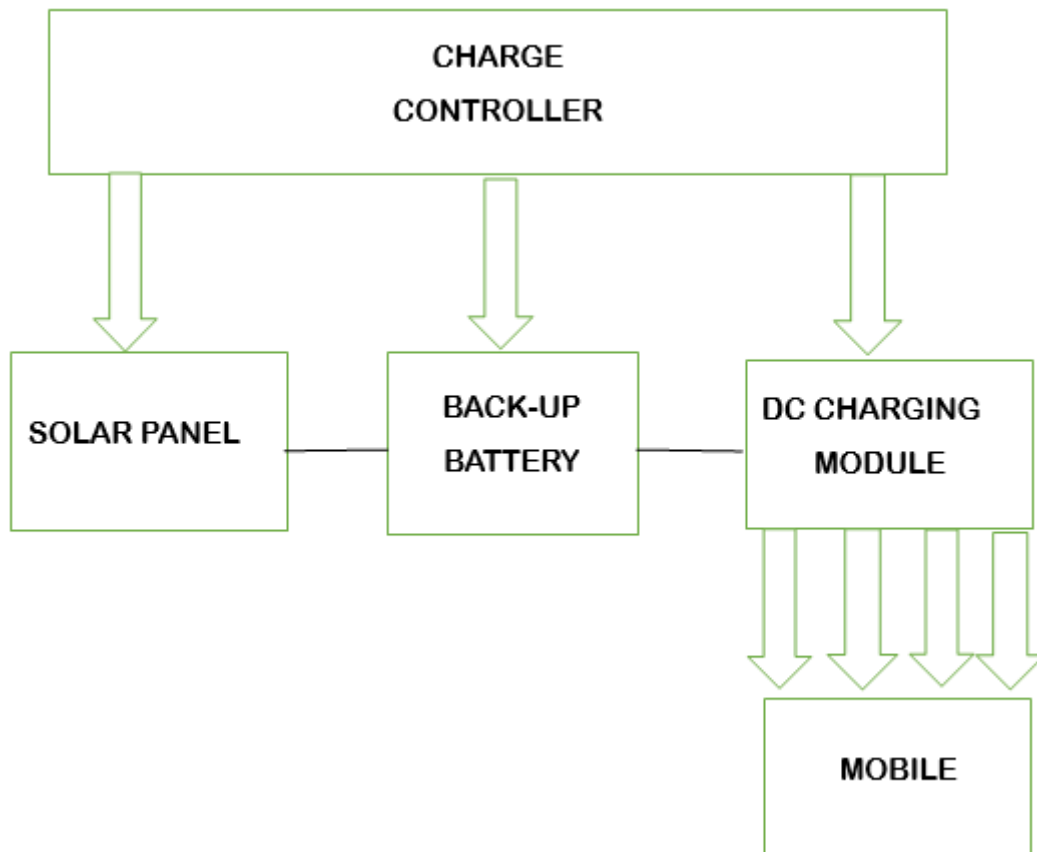 CHARGE
CONTROLLER
SOLAR PANEL
BACK-UP
BATTERY
DC CHARGING
MODULE
MOBILE